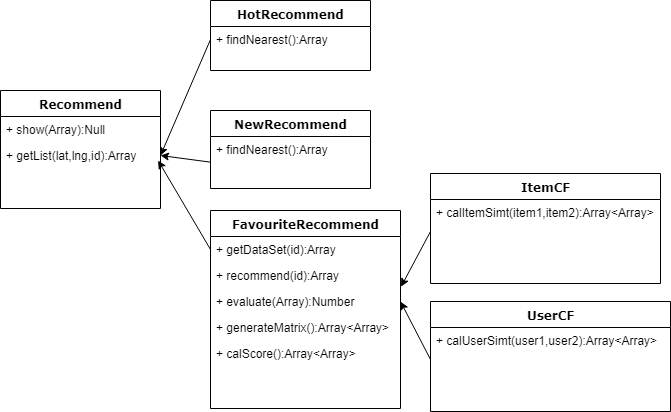 HotRecommend
+ findNearest():Array
Recommend
+ show(Array):Null
+ getList(lat,lng,id):Array
NewRecommend
+ findNearest():Array
FavouriteRecommend
+ getDataSet(id):Array
+ recommend(id):Array
+ evaluate(Array):Number
+ generateMatrix():Array<Array>
+ calScore():Array<Array>
ItemCF
+ calItemSimt(item1,item2):Array<Array>
UserCF
+ calUserSimt(user1,user2):Array<Array>